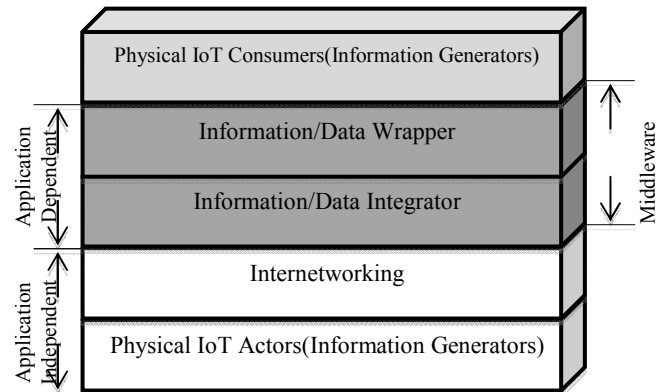 Physical IoT Consumers(Information Generators)
Information/Data Wrapper
Information/Data Integrator
Internetworking
Physical IoT Actors(Information Generators)
Application
Dependent
Application
Independent
Middleware